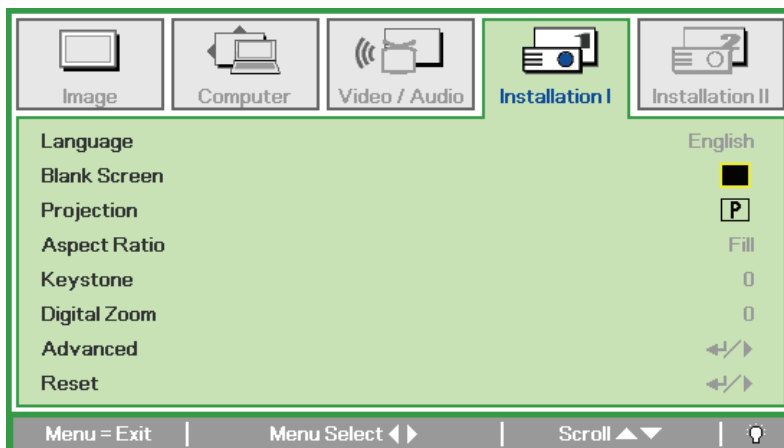 Image
Computer
Video / Audio
Installation I
Installation II
Language English
Blank Screen
Projection P
Aspect Ratio Fill
Keystone 0
Digital Zoom 0
Advanced
Reset
Menu = Exit | Menu Select | Scroll